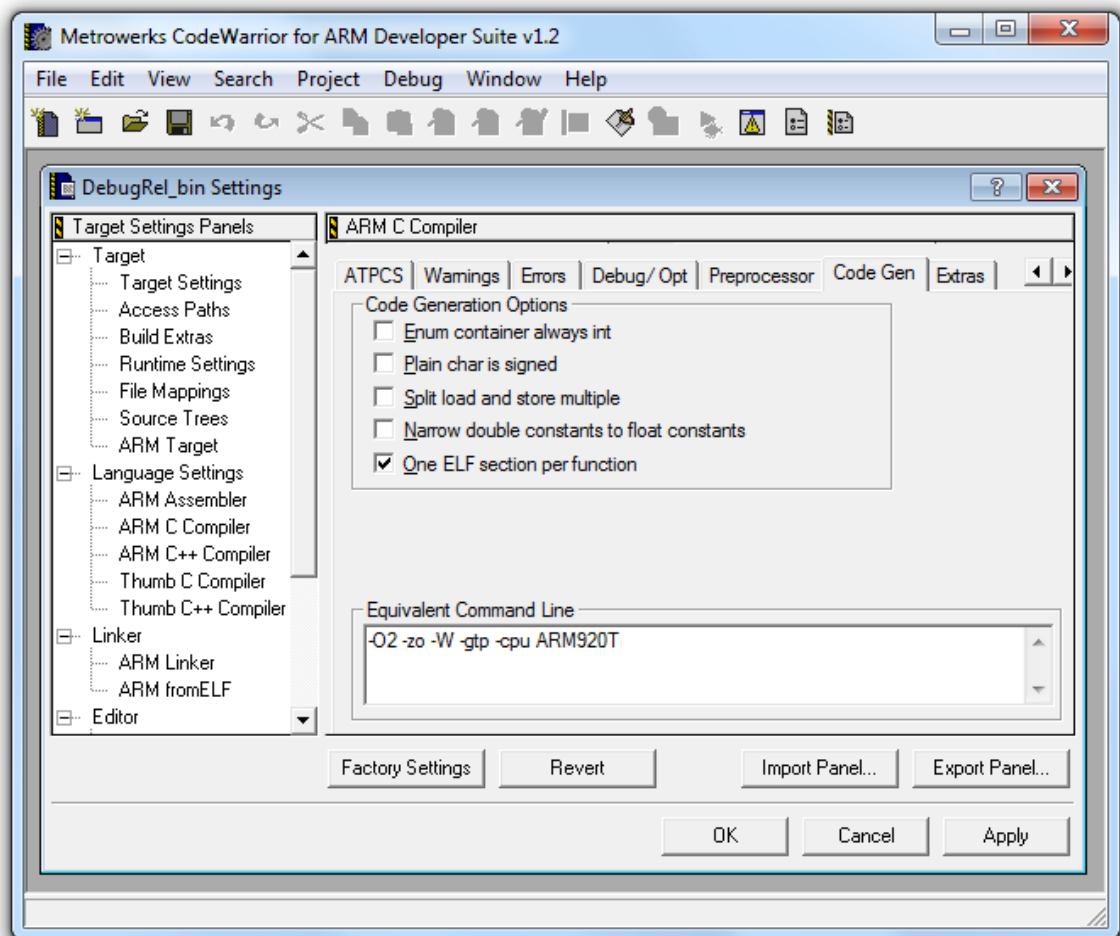 Metrowerks CodeWarrior for ARM Developer Suite v1.2
File Edit View Search Project Debug Window Help
DebugRel_bin Settings
Target Settings Panels
Target
Target Settings
Access Paths
Build Extras
Runtime Settings
File Mappings
Source Trees
ARM Target
Language Settings
ARM Assembler
ARM C Compiler
ARM C++ Compiler
Thumb C Compiler
Thumb C++ Compiler
Linker
ARM Linker
ARM fromELF
Editor
ARM C Compiler
ATPCS Warnings Errors Debug/ Opt Preprocessor Code Gen Extras
Code Generation Options
Enum container always int
Plain char is signed
Split load and store multiple
Narrow double constants to float constants
One ELF section per function
Equivalent Command Line
-O2 -zo -W -gtp -cpu ARM920T
Factory Settings Revert Import Panel... Export Panel...
OK Cancel Apply